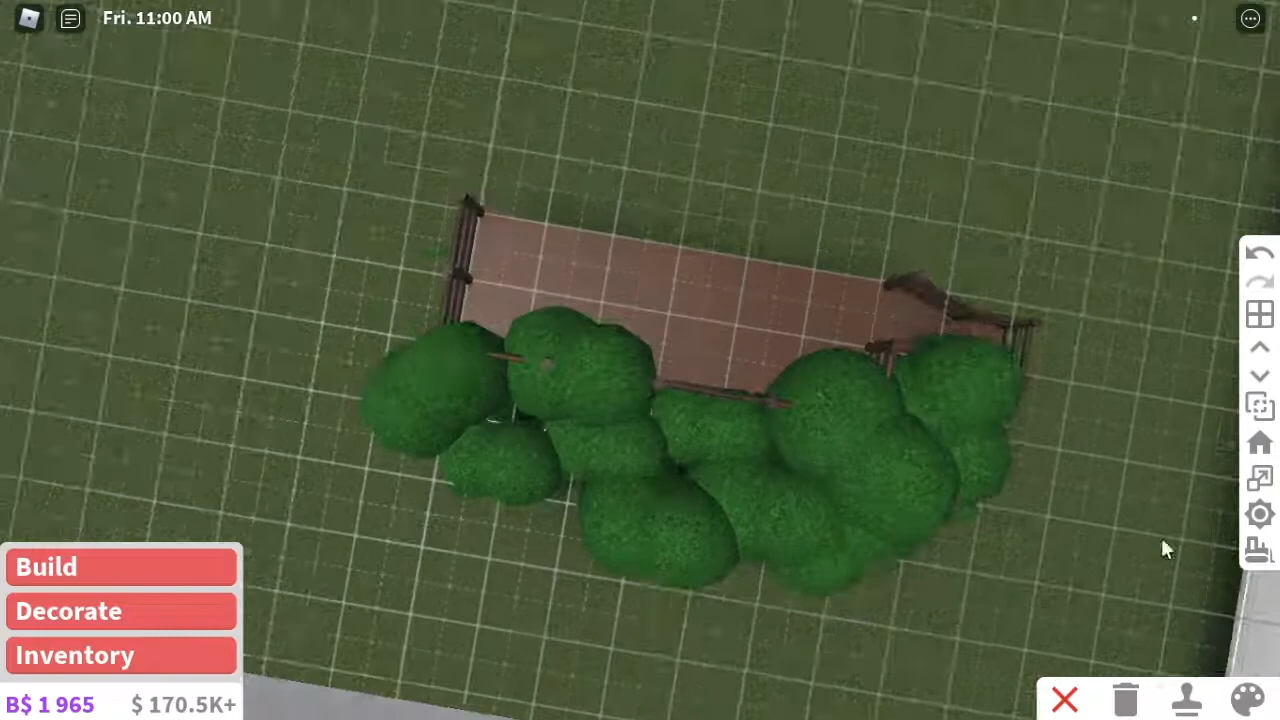 Fri. 11:00 AM
Build
Decorate
Inventory
B$ 1 965
$ 170.5K+